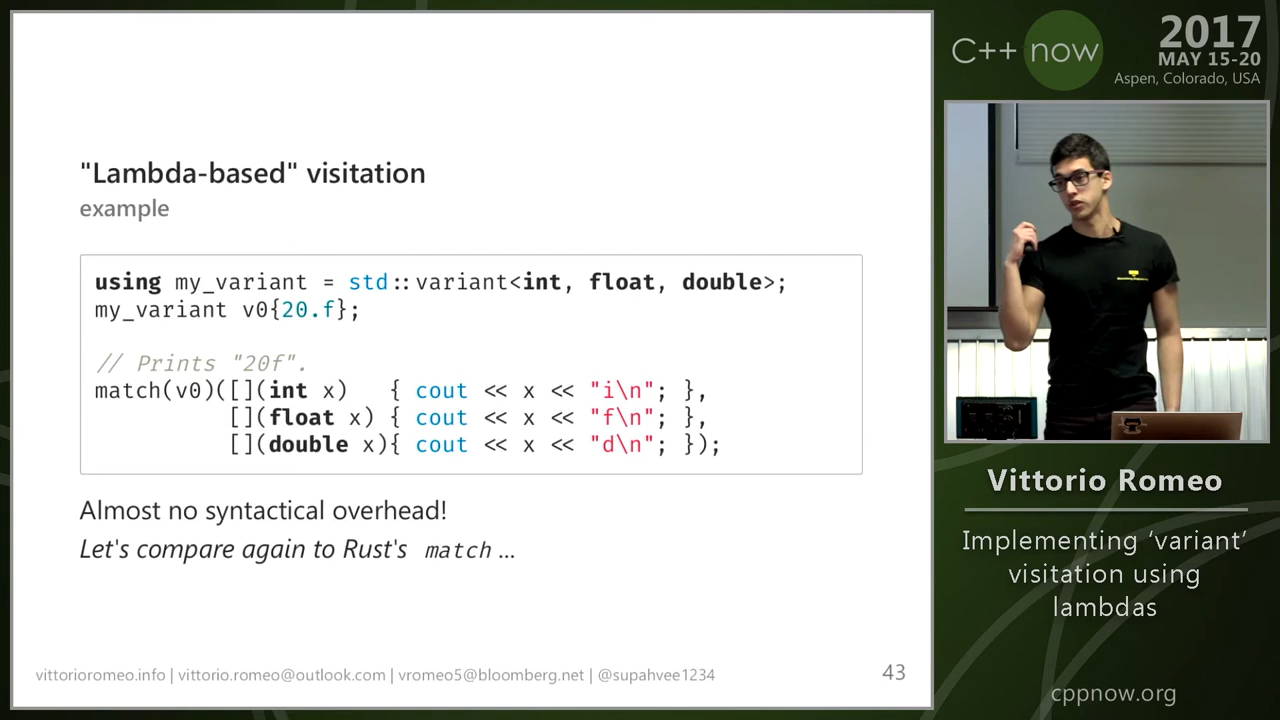 "Lambda-based" visitation
example
using my_variant = std::variant<int, float, double>;
my_variant v0{20.f};
// Prints "20f".
match(v0)([](int x)   { cout << x << "i\n"; },
          [](float x) { cout << x << "f\n"; },
          [](double x){ cout << x << "d\n"; });
Almost no syntactical overhead!
Let's compare again to Rust's match ...
vittorioromeo.info | vittorio.romeo@outlook.com | vromeo5@bloomberg.net | @supahvee1234
43
C++ now
2017
MAY 15-20
Aspen, Colorado, USA
Vittorio Romeo
Implementing ‘variant’
visitation using
lambdas
cppnow.org